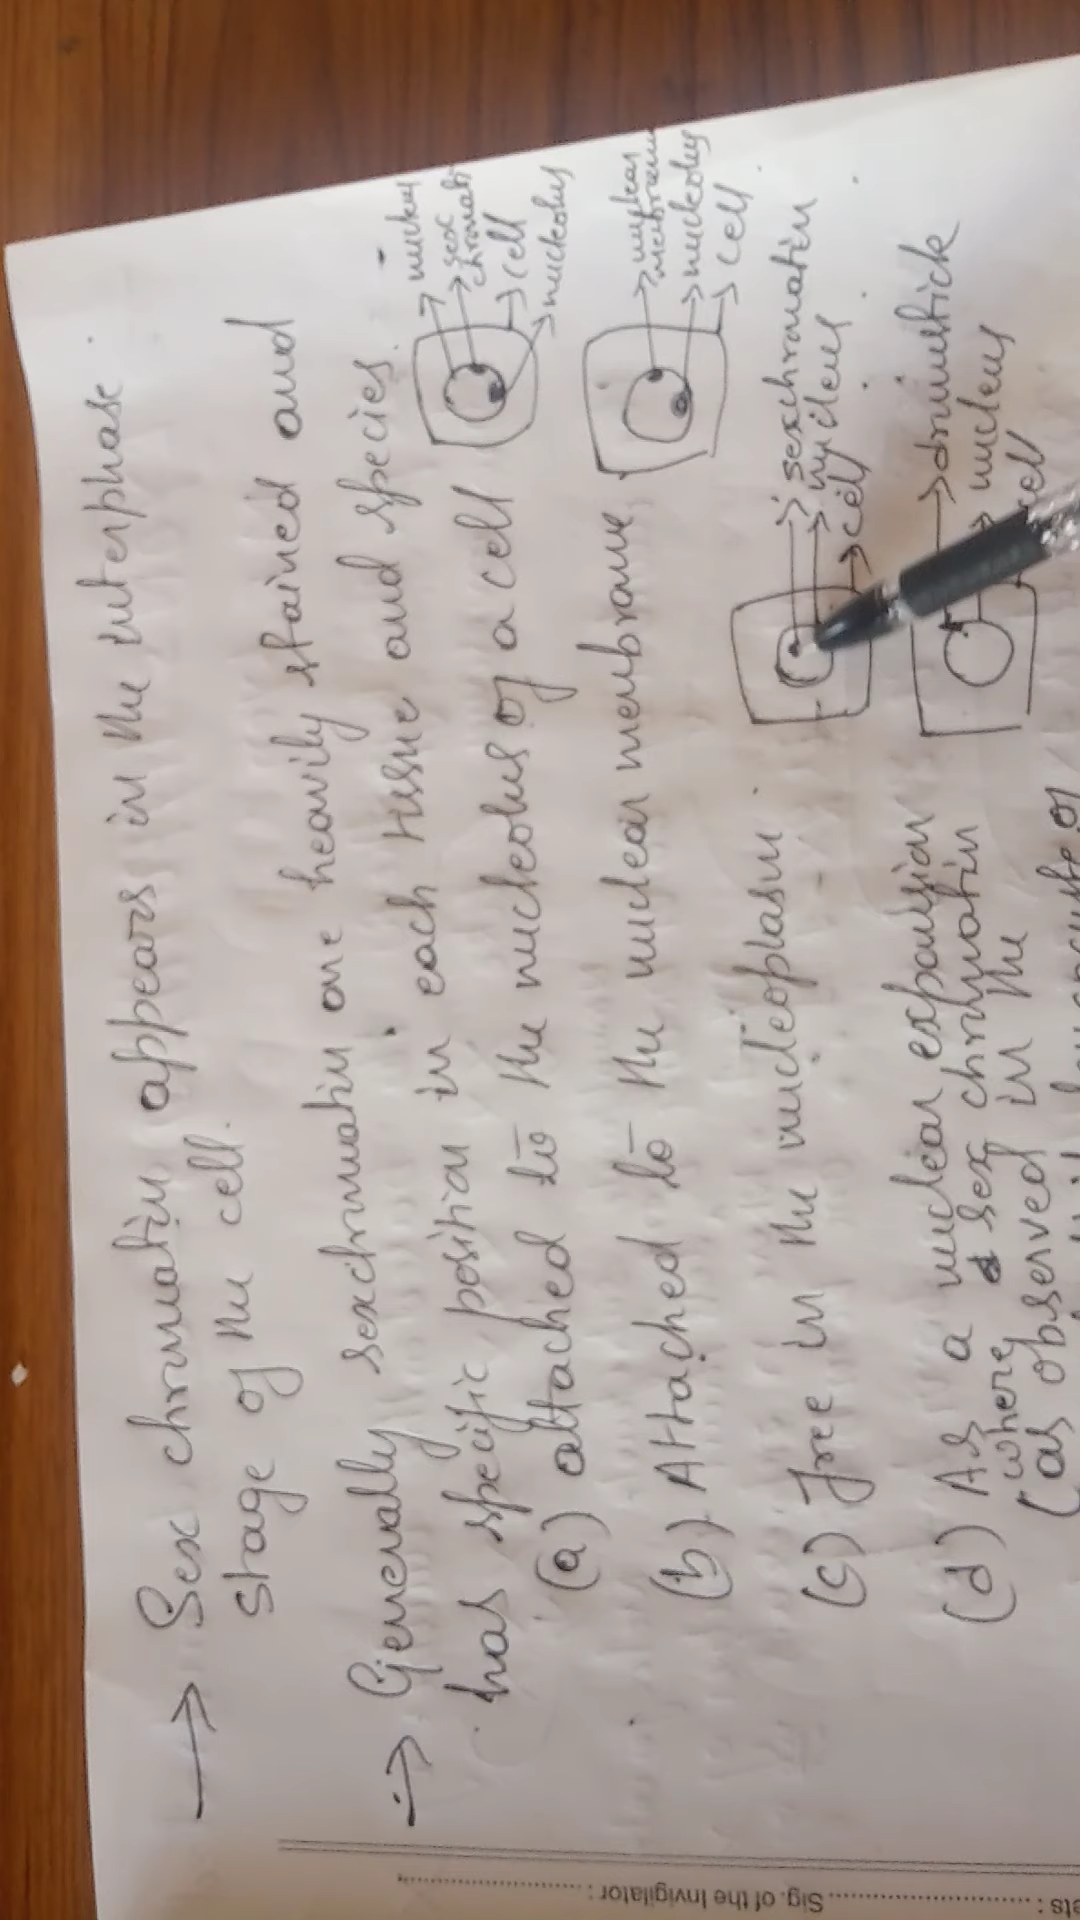 → Sex chromatin appears in the interphase
stage of the cell.
⇒ Generally sexchromatin are heavily stained and
has specific position in each tissue and species.
(a) attached to the nucleolus of a cell
nucleus
sex
chromati
cell
nucleolus
(b) Attached to the nuclear membrane
nuclear
membrane
nucleolus
cell
(c) free in the nucleoplasm.
sexchromatin
nucleus
cell
(d) As a nuclear expansion
where a sex chromatin
(as observed in the
drumstick
nucleus
cell
Sig. of the Invigilator :